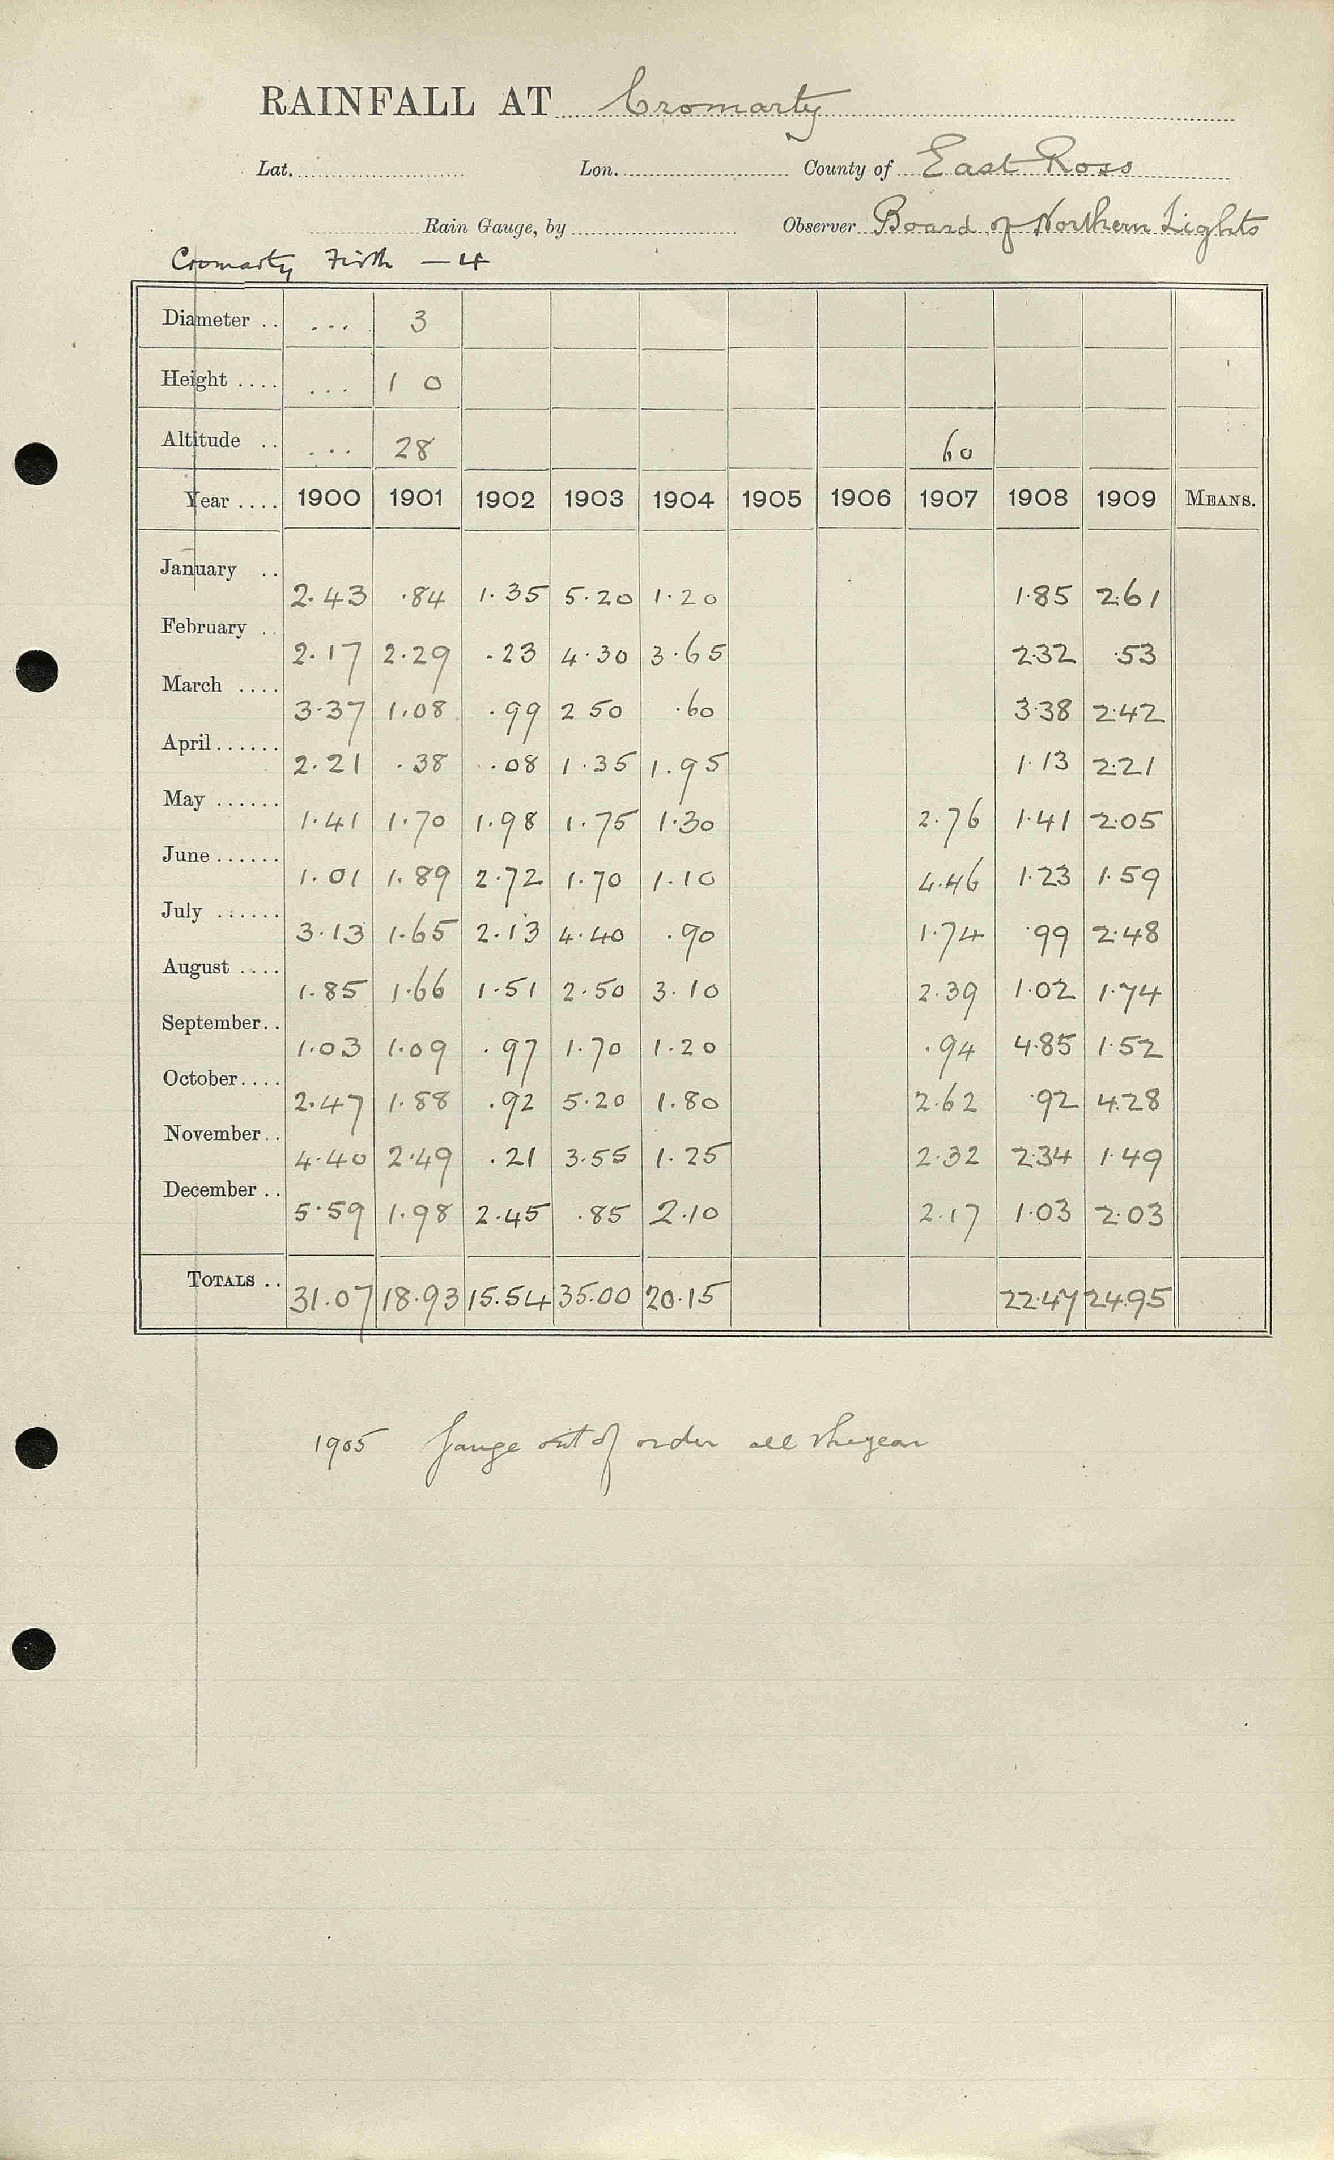 RAINFALL AT Cromarty
Lat. Lon. County of East Ross
Rain Gauge, by Observer Board of Northern Lights
Cromarty Firth — 4
Diameter .. ... 3
Height .... ... 1 0
Altitude .. ... 28 60
Year .... 1900 1901 1902 1903 1904 1905 1906 1907 1908 1909 MEANS.
January .. 2.43 .84 1.35 5.20 1.20 1.85 2.61
February .. 2.17 2.29 .23 4.30 3.65 2.32 .53
March .... 3.37 1.08 .99 2 50 .60 3.38 2.42
April...... 2.21 .38 .08 1.35 1.95 1.13 2.21
May ...... 1.41 1.70 1.98 1.75 1.30 2.76 1.41 2.05
June...... 1.01 1.89 2.72 1.70 1.10 4.46 1.23 1.59
July ...... 3.13 1.65 2.13 4.40 .90 1.74 .99 2.48
August .... 1.85 1.66 1.51 2.50 3.10 2.39 1.02 1.74
September.. 1.03 1.09 .97 1.70 1.20 .94 4.85 1.52
October.... 2.47 1.88 .92 5.20 1.80 2.62 .92 4.28
November.. 4.40 2.49 .21 3.55 1.25 2.32 2.34 1.49
December .. 5.59 1.98 2.45 .85 2.10 2.17 1.03 2.03
TOTALS .. 31.07 18.93 15.54 35.00 20.15 22.47 24.95
1905 Gauge out of order all the year